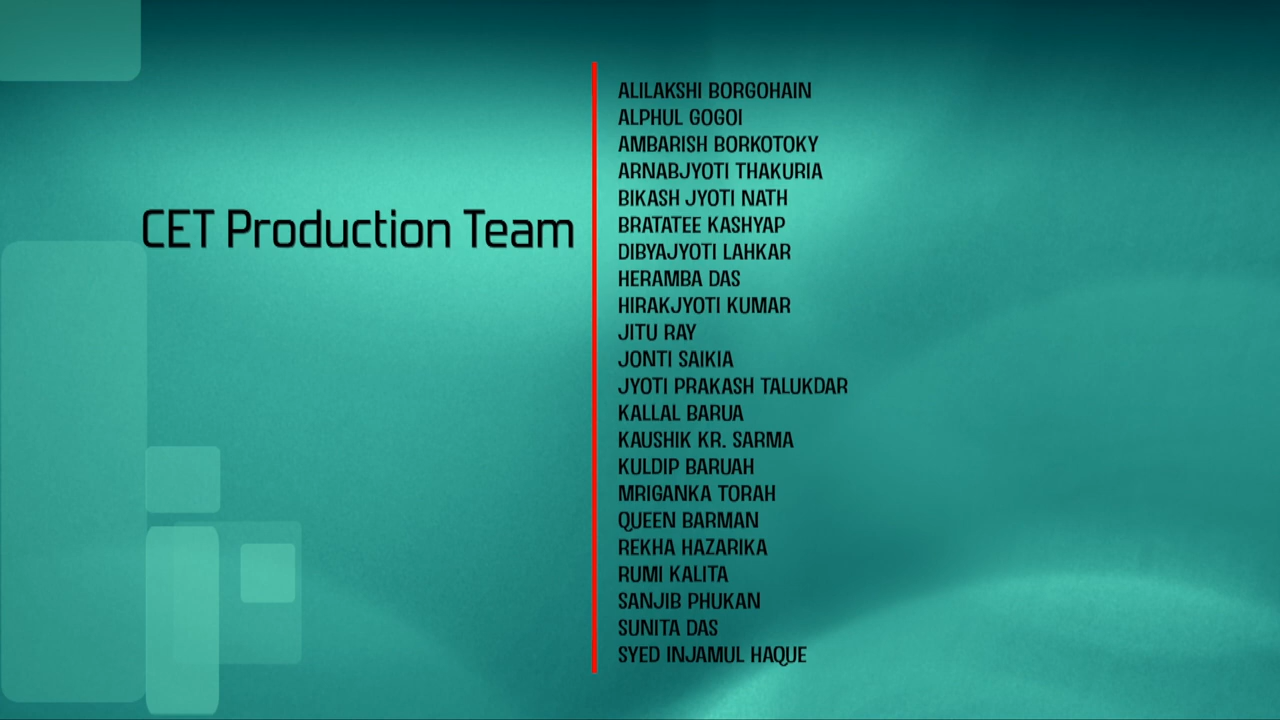 CET Production Team
ALILAKSHI BORGOHAIN
ALPHUL GOGOI
AMBARISH BORKOTOKY
ARNABJYOTI THAKURIA
BIKASH JYOTI NATH
BRATATEE KASHYAP
DIBYAJYOTI LAHKAR
HERAMBA DAS
HIRAKJYOTI KUMAR
JITU RAY
JONTI SAIKIA
JYOTI PRAKASH TALUKDAR
KALLAL BARUA
KAUSHIK KR. SARMA
KULDIP BARUAH
MRIGANKA TORAH
QUEEN BARMAN
REKHA HAZARIKA
RUMI KALITA
SANJIB PHUKAN
SUNITA DAS
SYED INJAMUL HAQUE